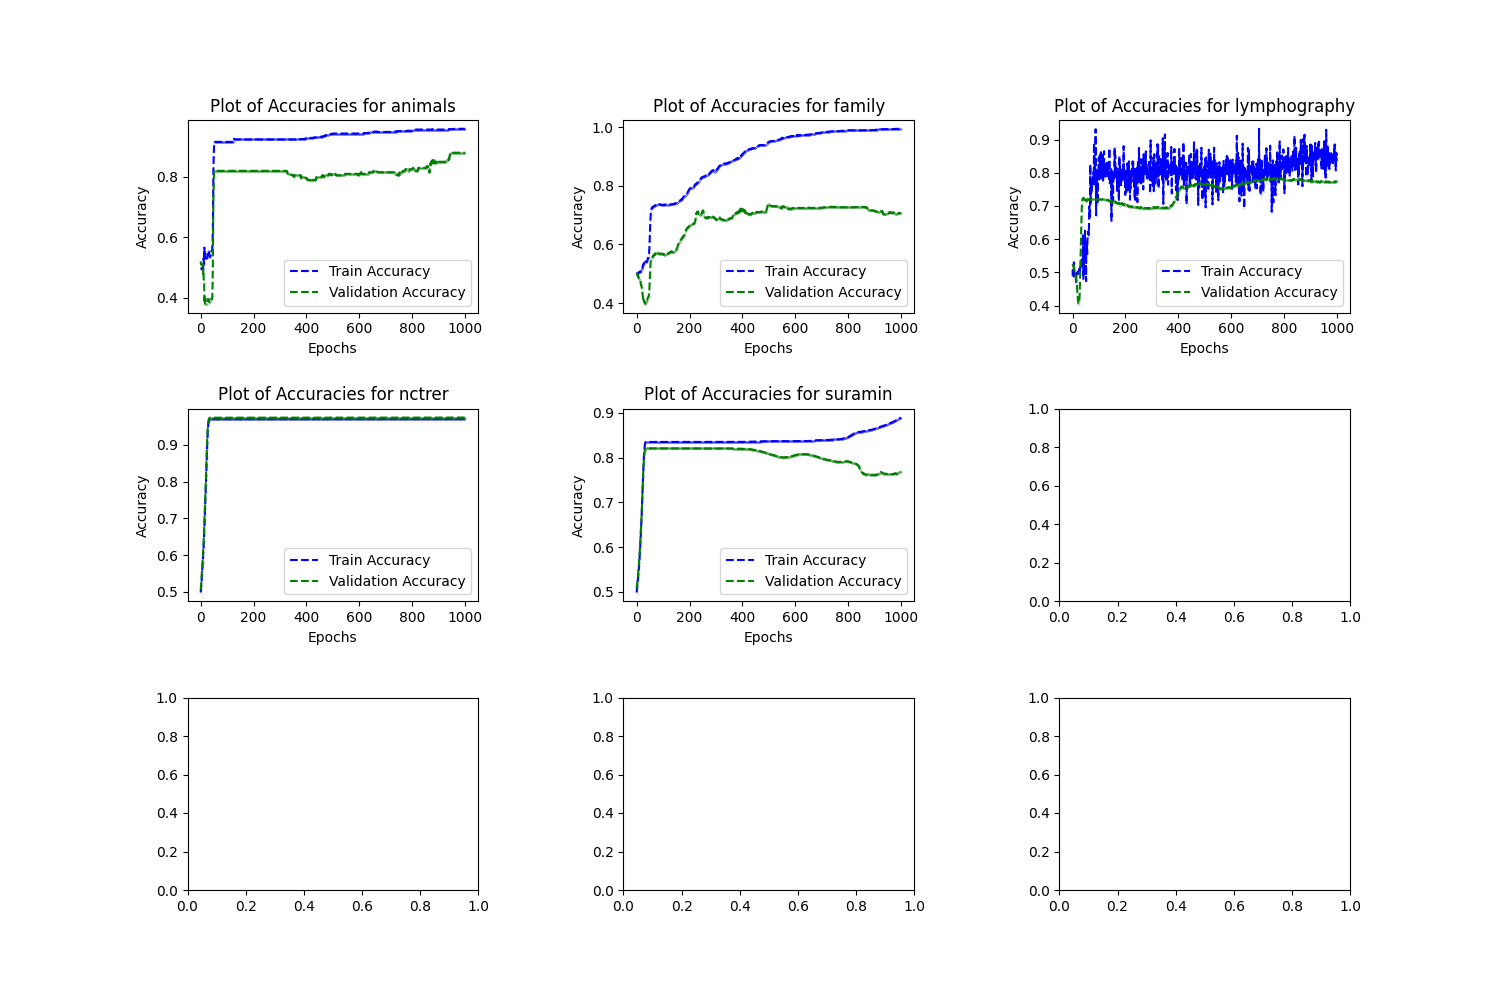 Plot of Accuracies for animals
Accuracy
0.8
0.6
0.4
Train Accuracy
Validation Accuracy
0 200 400 600 800 1000
Epochs
Plot of Accuracies for family
Accuracy
1.0
0.8
0.6
0.4
Train Accuracy
Validation Accuracy
0 200 400 600 800 1000
Epochs
Plot of Accuracies for lymphography
Accuracy
0.9
0.8
0.7
0.6
0.5
0.4
Train Accuracy
Validation Accuracy
0 200 400 600 800 1000
Epochs
Plot of Accuracies for nctrer
Accuracy
0.9
0.8
0.7
0.6
0.5
Train Accuracy
Validation Accuracy
0 200 400 600 800 1000
Epochs
Plot of Accuracies for suramin
Accuracy
0.9
0.8
0.7
0.6
0.5
Train Accuracy
Validation Accuracy
0 200 400 600 800 1000
Epochs
1.0
0.8
0.6
0.4
0.2
0.0
0.0 0.2 0.4 0.6 0.8 1.0
1.0
0.8
0.6
0.4
0.2
0.0
0.0 0.2 0.4 0.6 0.8 1.0
1.0
0.8
0.6
0.4
0.2
0.0
0.0 0.2 0.4 0.6 0.8 1.0
1.0
0.8
0.6
0.4
0.2
0.0
0.0 0.2 0.4 0.6 0.8 1.0